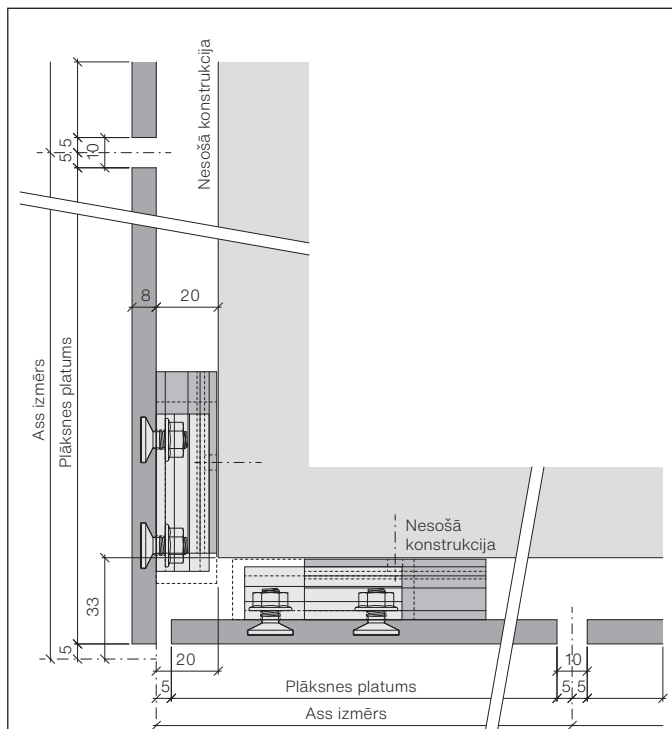 Nesošā konstrukcija
5
5
10
8
20
Ass izmērs
Plāksnes platums
Nesošā
konstrukcija
33
5
20
10
5
Plāksnes platums
5
5
Ass izmērs